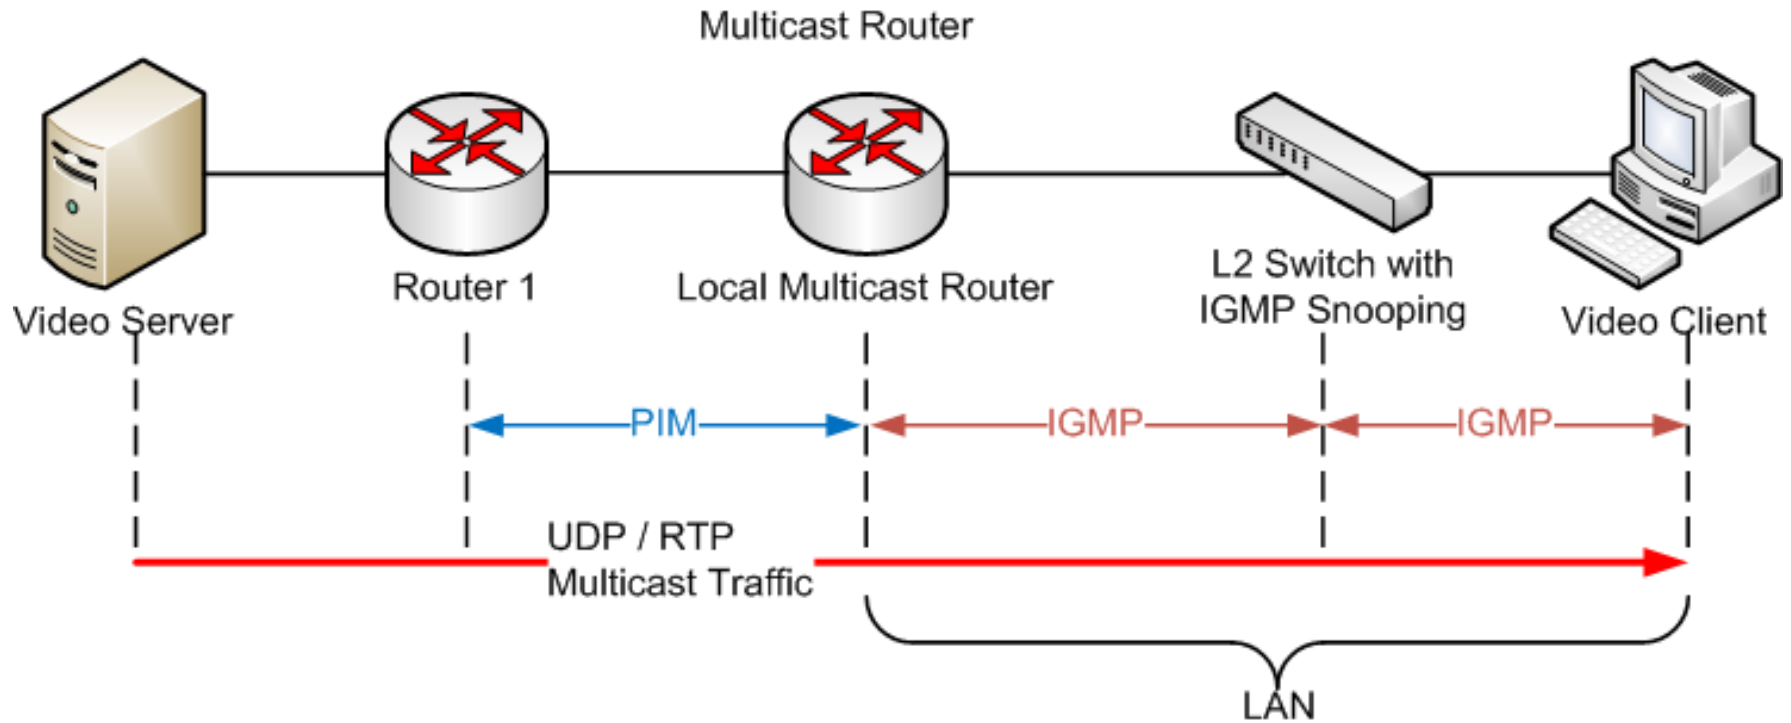 Multicast Router
Video Server
Router 1
Local Multicast Router
L2 Switch with
IGMP Snooping
Video Client
PIM
IGMP
IGMP
UDP / RTP
Multicast Traffic
LAN